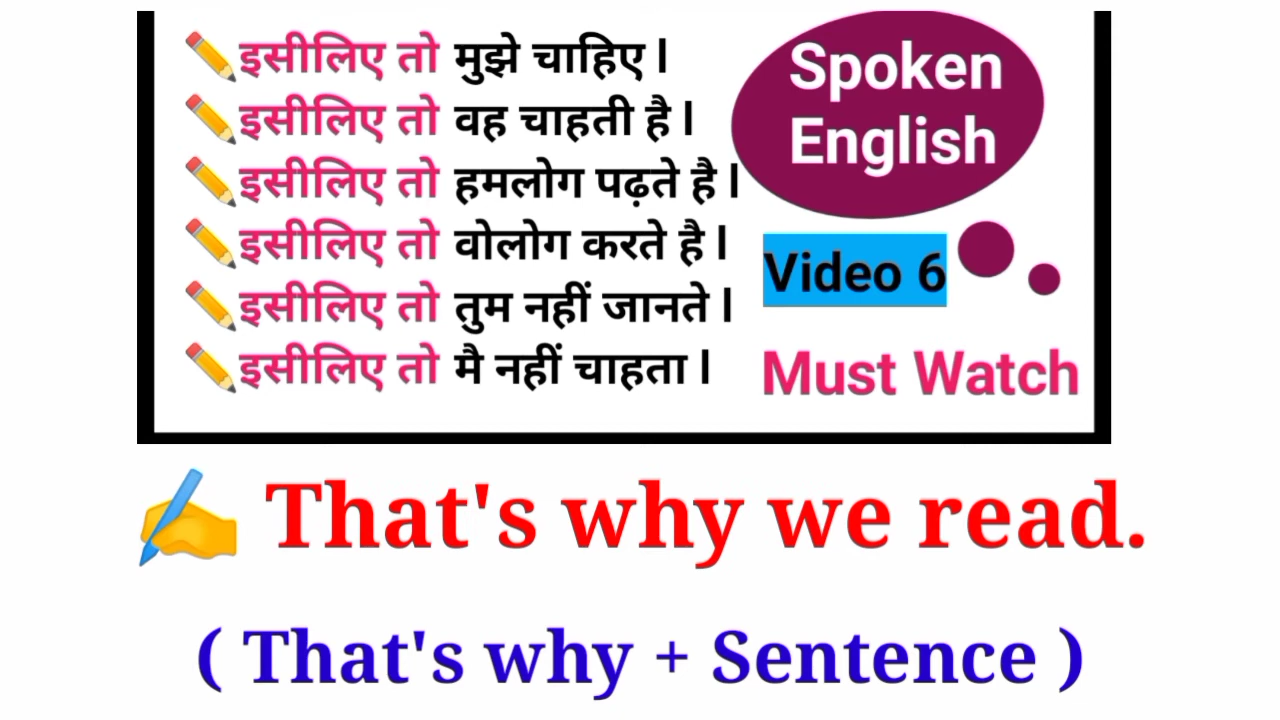 इसीलिए तो मुझे चाहिए l
इसीलिए तो वह चाहती है l
इसीलिए तो हमलोग पढ़ते है l
इसीलिए तो वोलोग करते है l
इसीलिए तो तुम नहीं जानते l
इसीलिए तो मै नहीं चाहता l
Spoken
English
Video 6
Must Watch
That's why we read.
( That's why + Sentence )